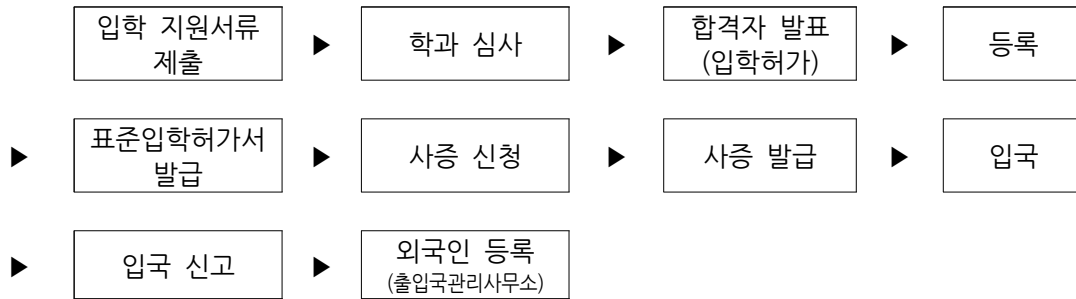 입학 지원서류
제출
▶
학과 심사
▶
합격자 발표
(입학허가)
▶
등록
▶
표준입학허가서
발급
▶
사증 신청
▶
사증 발급
▶
입국
▶
입국 신고
▶
외국인 등록
(출입국관리사무소)